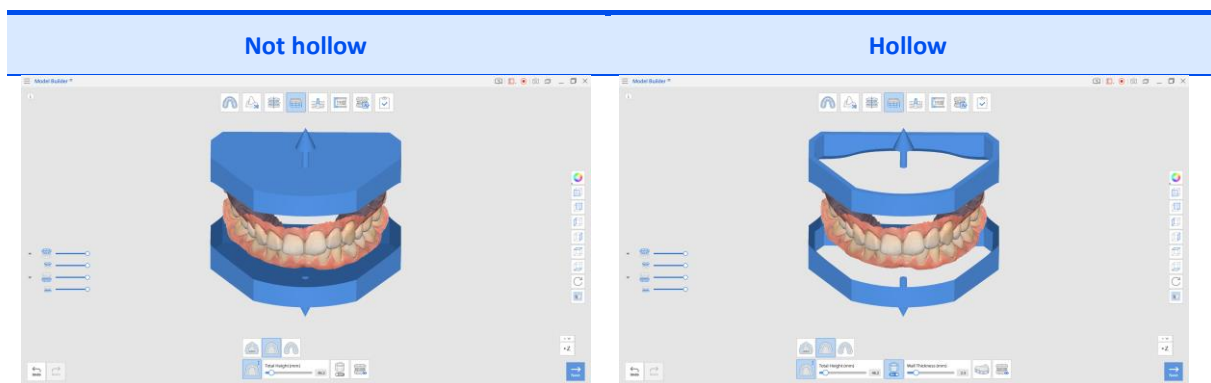 Not hollow
Hollow
Model Builder *
Model Builder *
Total Height(mm)
Total Height(mm)
Wall Thickness(mm)